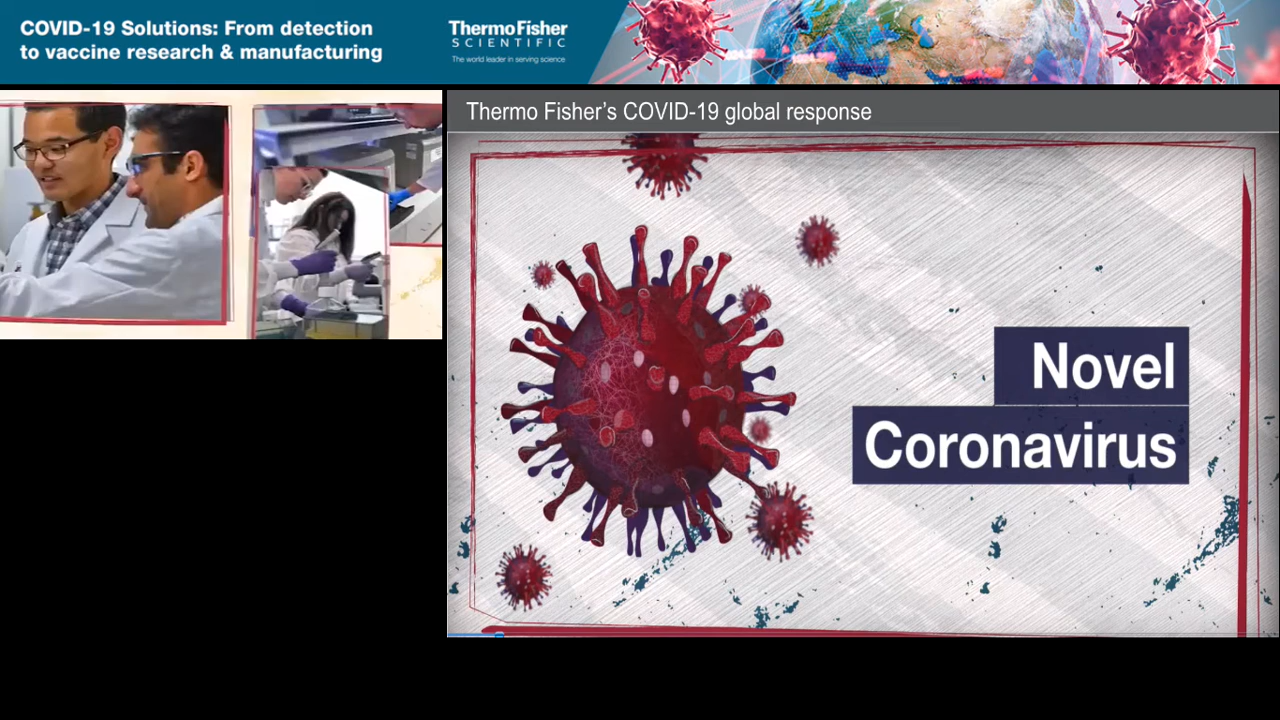 COVID-19 Solutions: From detection
to vaccine research & manufacturing
ThermoFisher
SCIENTIFIC
The world leader in serving science
Thermo Fisher’s COVID-19 global response
Novel
Coronavirus